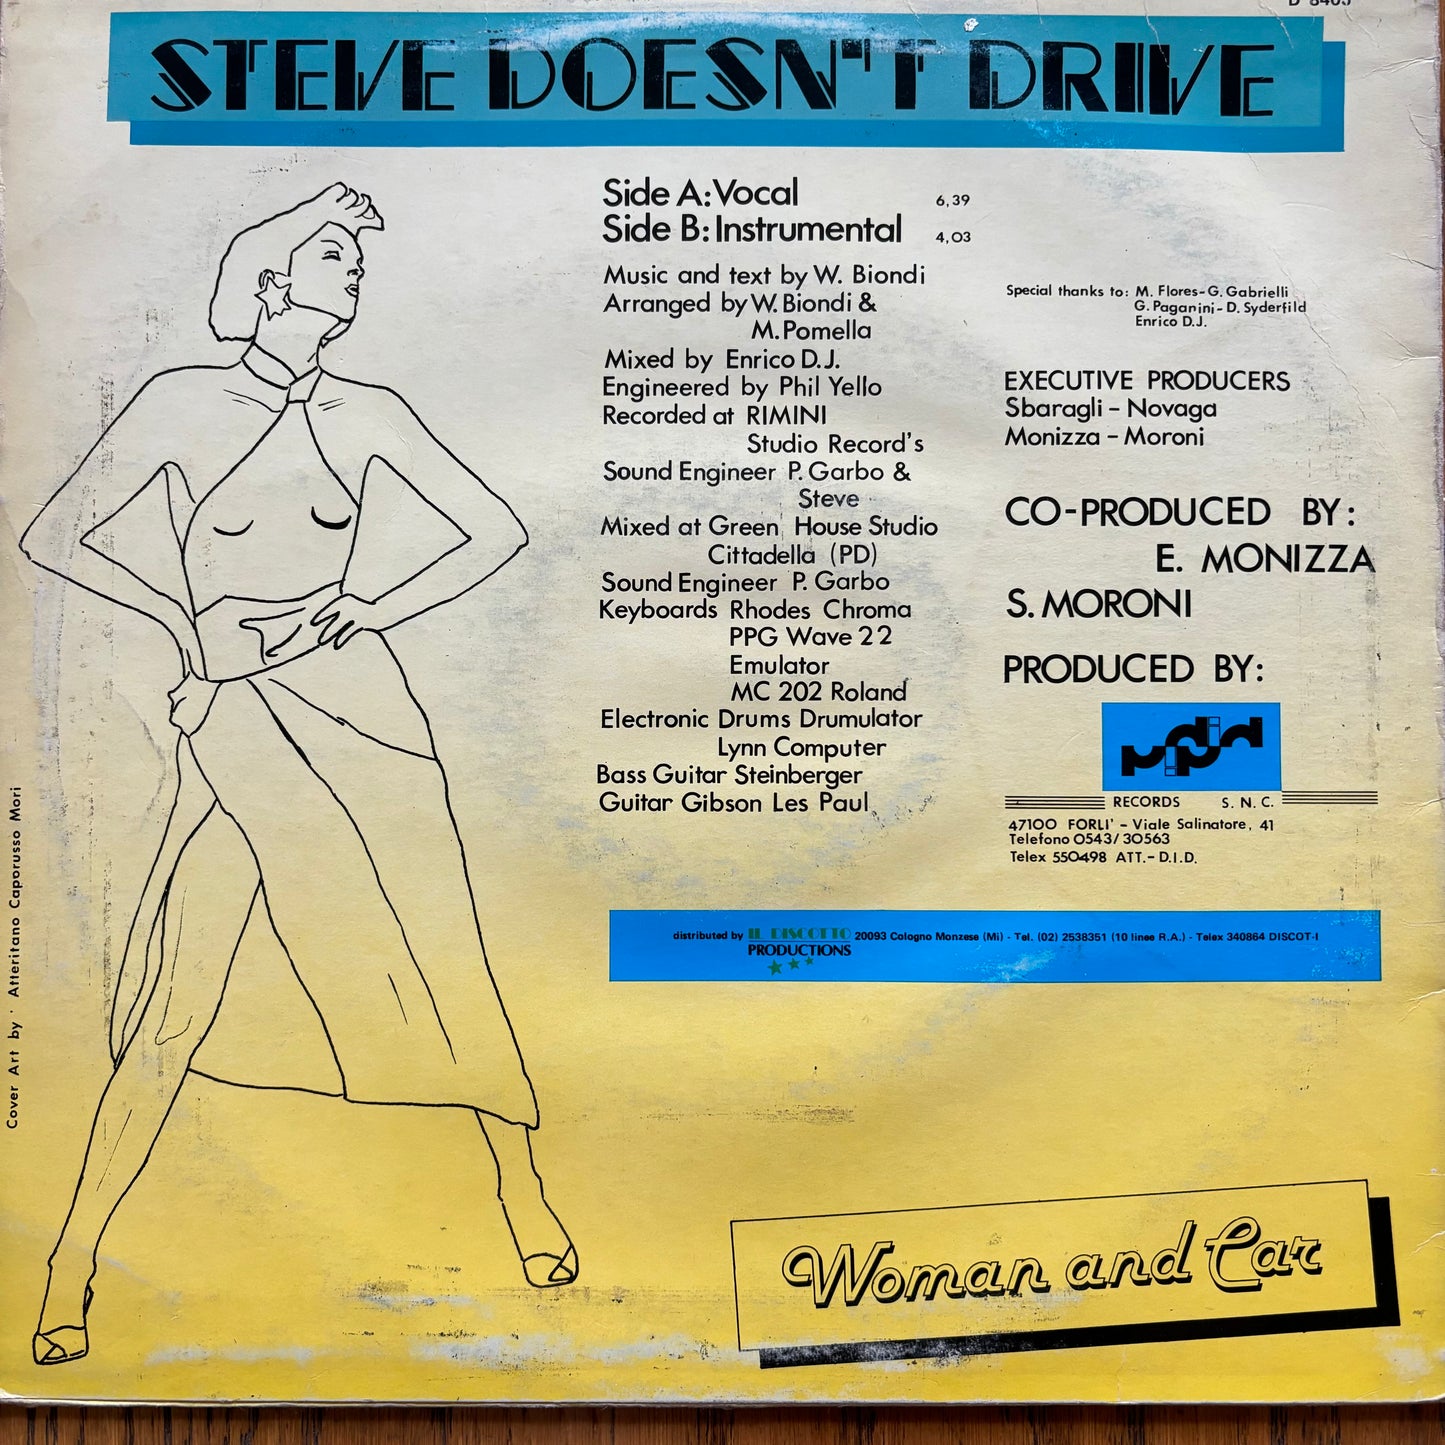 STEVE DOESN'T DRIVE
Side A: Vocal 6,39
Side B: Instrumental 4,03
Music and text by W. Biondi
Arranged by W. Biondi &
M. Pomella
Mixed by Enrico D.J.
Engineered by Phil Yello
Recorded at RIMINI
Studio Record's
Sound Engineer P. Garbo &
Steve
Mixed at Green House Studio
Cittadella (PD)
Sound Engineer P. Garbo
Keyboards Rhodes Chroma
PPG Wave 22
Emulator
MC 202 Roland
Electronic Drums Drumulator
Lynn Computer
Bass Guitar Steinberger
Guitar Gibson Les Paul
Special thanks to: M. Flores - G. Gabrielli
G. Paganini - D. Syderfild
Enrico D.J.
EXECUTIVE PRODUCERS
Sbaragli - Novaga
Monizza - Moroni
CO-PRODUCED BY:
E. MONIZZA
S. MORONI
PRODUCED BY:
RECORDS S. N. C.
47100 FORLI' - Viale Salinatore, 41
Telefono 0543/30563
Telex 550498 ATT. - D.I.D.
distributed by IL DISCOTTO 20093 Cologno Monzese (Mi) - Tel. (02) 2538351 (10 linee R.A.) - Telex 340864 DISCOT-I
PRODUCTIONS
Woman and Car
Cover Art by ' Atteritano Caporusso Mori